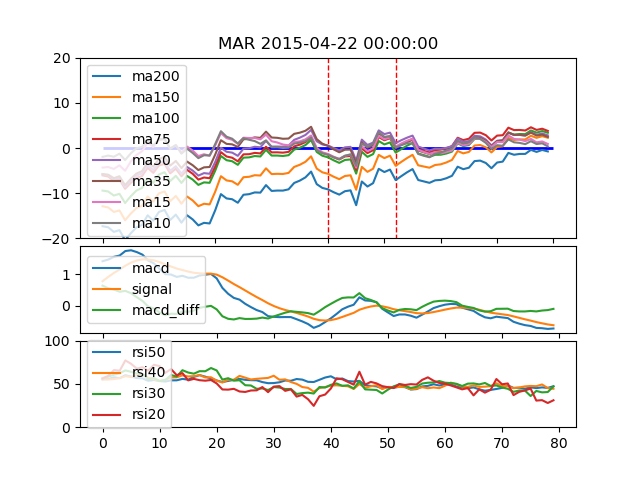 MAR 2015-04-22 00:00:00
20
10
0
−10
−20
ma200
ma150
ma100
ma75
ma50
ma35
ma15
ma10
1
0
macd
signal
macd_diff
100
50
0
rsi50
rsi40
rsi30
rsi20
0 10 20 30 40 50 60 70 80